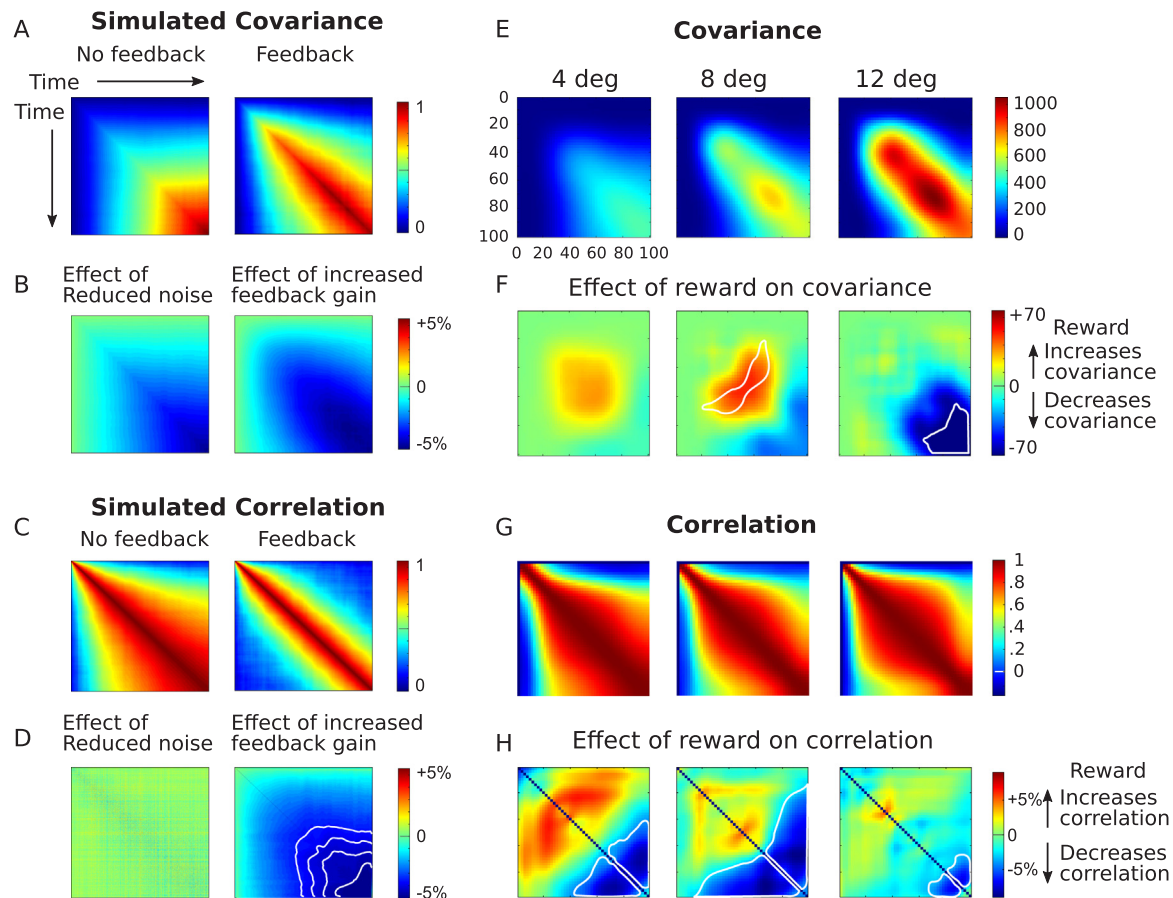 A
Simulated Covariance
No feedback
Feedback
Time
Time
1
0
B
Effect of
Reduced noise
Effect of increased
feedback gain
+5%
0
-5%
Simulated Correlation
C
No feedback
Feedback
1
0
D
Effect of
Reduced noise
Effect of increased
feedback gain
+5%
0
-5%
E
Covariance
4 deg
8 deg
12 deg
0
20
40
60
80
100
0 20 40 60 80 100
1000
800
600
400
200
0
F
Effect of reward on covariance
+70
0
-70
Reward
Increases
covariance
Decreases
covariance
G
Correlation
1
.8
.6
.4
.2
0
H
Effect of reward on correlation
+5%
0
-5%
Reward
Increases
correlation
Decreases
correlation